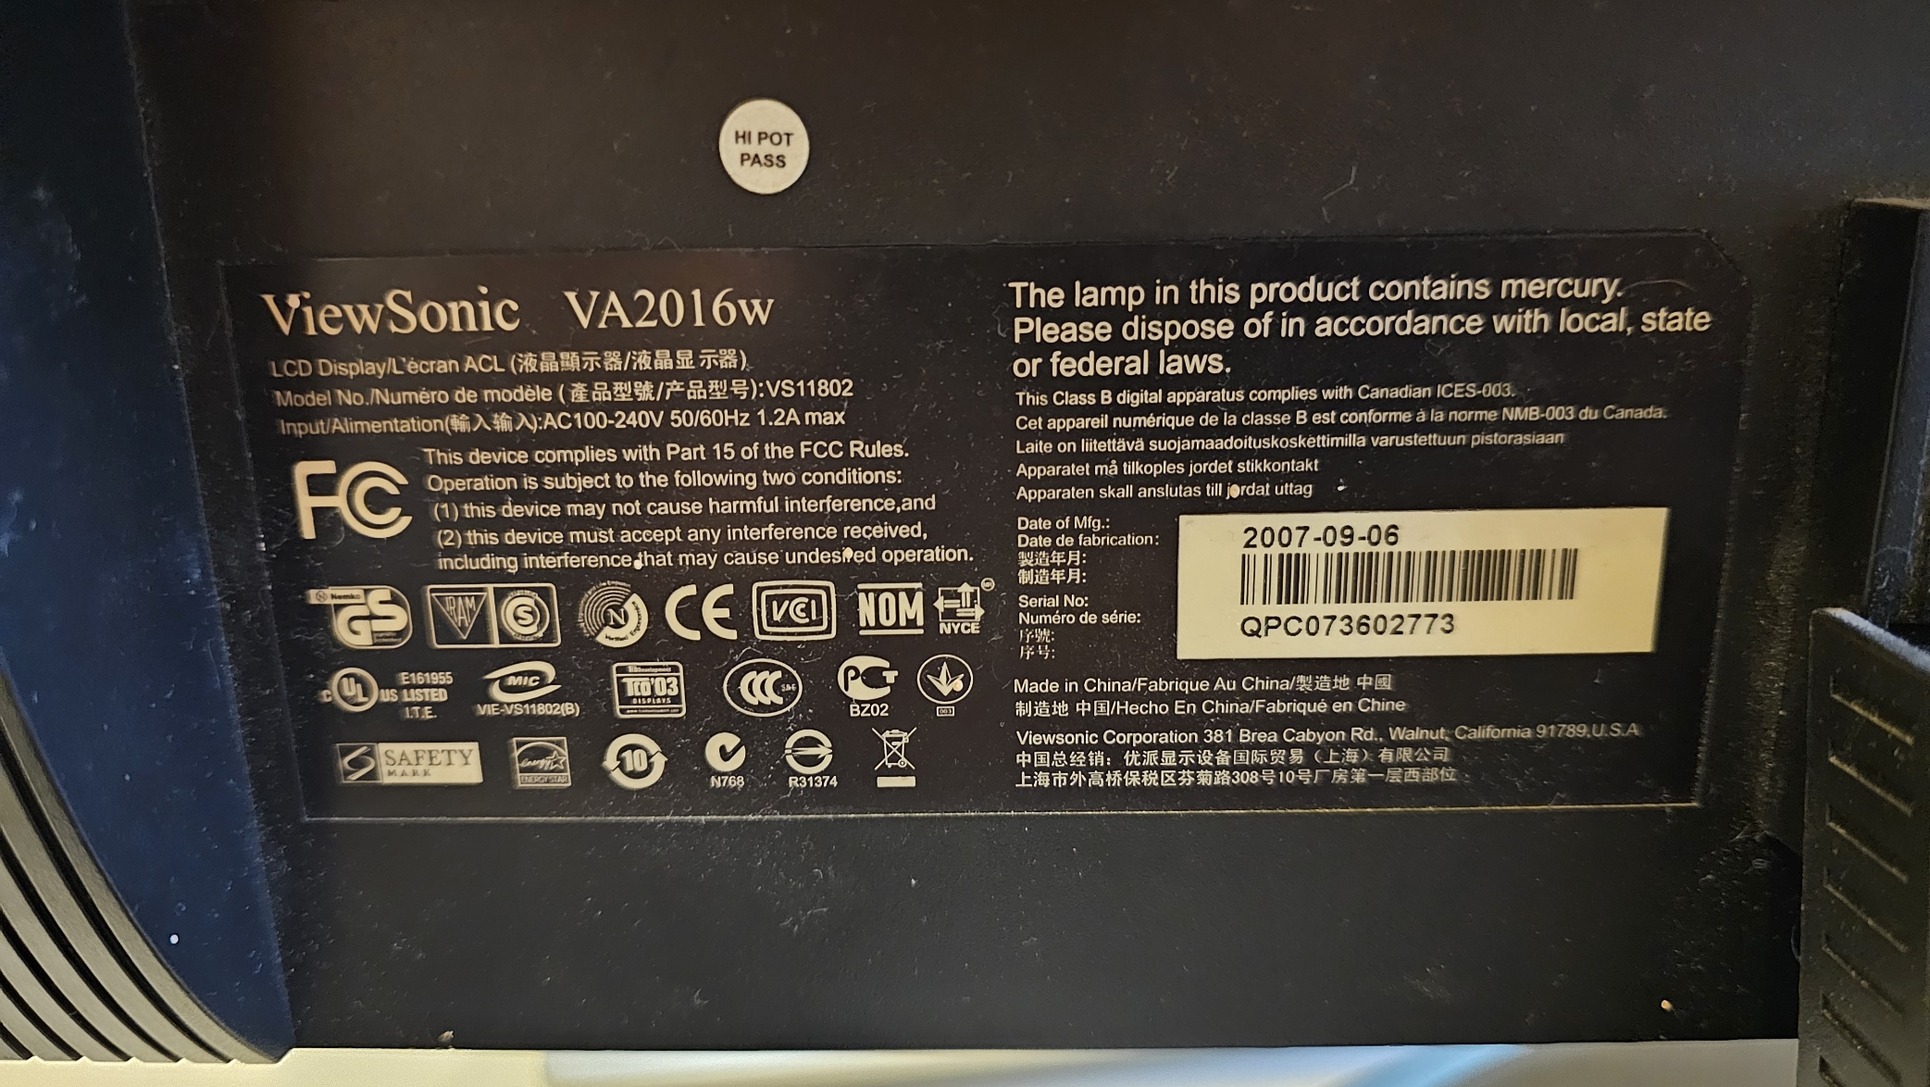 HI POT
PASS
ViewSonic VA2016w
LCD Display/L'écran ACL (液晶顯示器/液晶显示器)
Model No./Numéro de modèle (產品型號/产品型号):VS11802
Input/Alimentation(輸入输入):AC100-240V 50/60Hz 1.2A max
FC
This device complies with Part 15 of the FCC Rules.
Operation is subject to the following two conditions:
(1) this device may not cause harmful interference,and
(2) this device must accept any interference received,
including interference that may cause undesired operation.
Nemko
GS
TRAM S
N
CE
VCCI
NOM
NYCE
C UL US LISTED
E161955
I.T.E.
MIC
VIE-VS11802(B)
TCO'03
DISPLAYS
CCC S&E
PCT
BZ02
003
SAFETY
MARK
energy
ENERGY STAR
10
N768
R31374
The lamp in this product contains mercury.
Please dispose of in accordance with local, state
or federal laws.
This Class B digital apparatus complies with Canadian ICES-003.
Cet appareil numérique de la classe B est conforme à la norme NMB-003 du Canada.
Laite on liitettävä suojamaadoituskoskettimilla varustettuun pistorasiaan
Apparatet må tilkoples jordet stikkontakt
Apparaten skall anslutas till jordat uttag
Date of Mfg.:
Date de fabrication:
製造年月:
制造年月:
2007-09-06
Serial No:
Numéro de série:
序號:
序号:
QPC073602773
Made in China/Fabrique Au China/製造地 中國
制造地 中国/Hecho En China/Fabriqué en Chine
Viewsonic Corporation 381 Brea Cabyon Rd., Walnut, California 91789,U.S.A
中国总经销: 优派显示设备国际贸易（上海）有限公司
上海市外高桥保税区芬菊路308号10号厂房第一层西部位